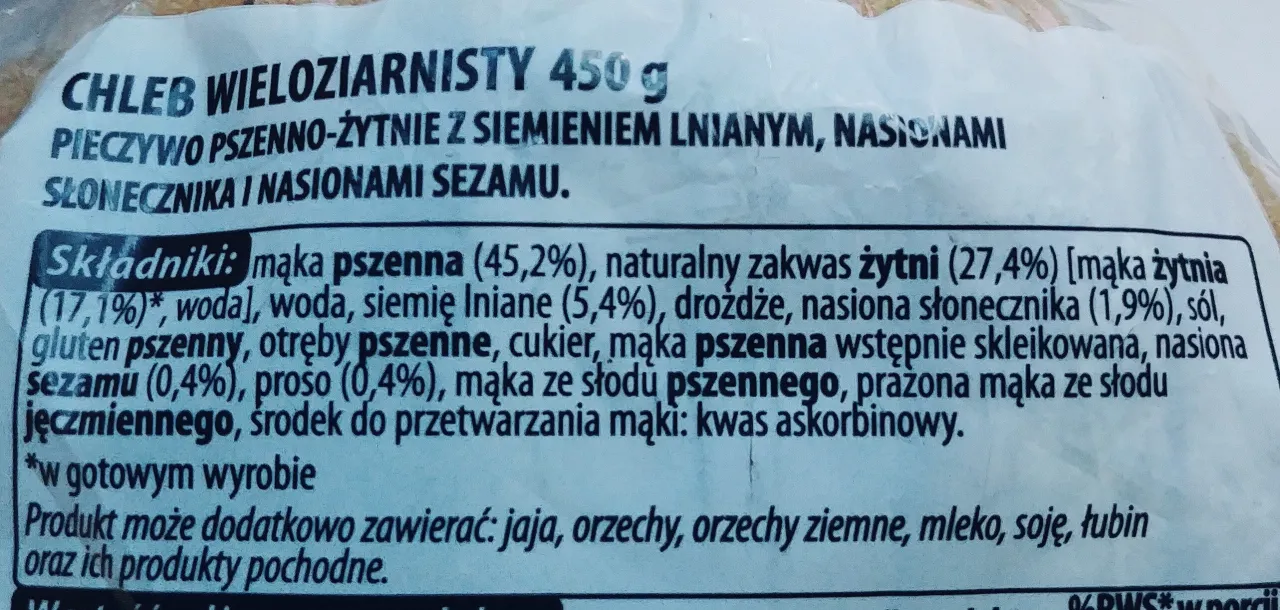 CHLEB WIELOZIARNISTY 450 g
PIECZYWO PSZENNO-ŻYTNIE Z SIEMIENIEM LNIANYM, NASIONAMI
SŁONECZNIKA I NASIONAMI SEZAMU.
Składniki: mąka pszenna (45,2%), naturalny zakwas żytni (27,4%) [mąka żytnia
(17,1%)*, woda], woda, siemię lniane (5,4%), drożdże, nasiona słonecznika (1,9%), sól,
gluten pszenny, otręby pszenne, cukier, mąka pszenna wstępnie skleikowana, nasiona
sezamu (0,4%), proso (0,4%), mąka ze słodu pszennego, prażona mąka ze słodu
jęczmiennego, środek do przetwarzania mąki: kwas askorbinowy.
*w gotowym wyrobie
Produkt może dodatkowo zawierać: jaja, orzechy, orzechy ziemne, mleko, soję, łubin
oraz ich produkty pochodne.
%RWS* w porcji